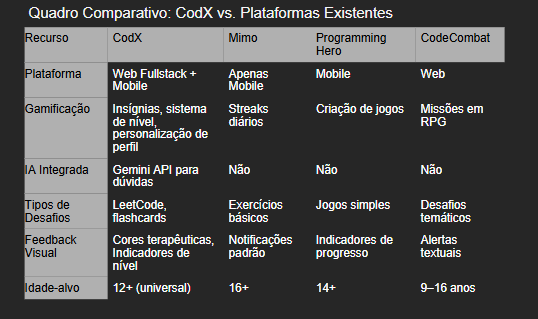 Quadro Comparativo: CodX vs. Plataformas Existentes
Recurso CodX Mimo Programming Hero CodeCombat
Plataforma Web Fullstack + Mobile Apenas Mobile Mobile Web
Gamificação Insígnias, sistema de nível, personalização de perfil Streaks diários Criação de jogos Missões em RPG
IA Integrada Gemini API para dúvidas Não Não Não
Tipos de Desafios LeetCode, flashcards Exercícios básicos Jogos simples Desafios temáticos
Feedback Visual Cores terapêuticas, Indicadores de nível Notificações padrão Indicadores de progresso Alertas textuais
Idade-alvo 12+ (universal) 16+ 14+ 9–16 anos